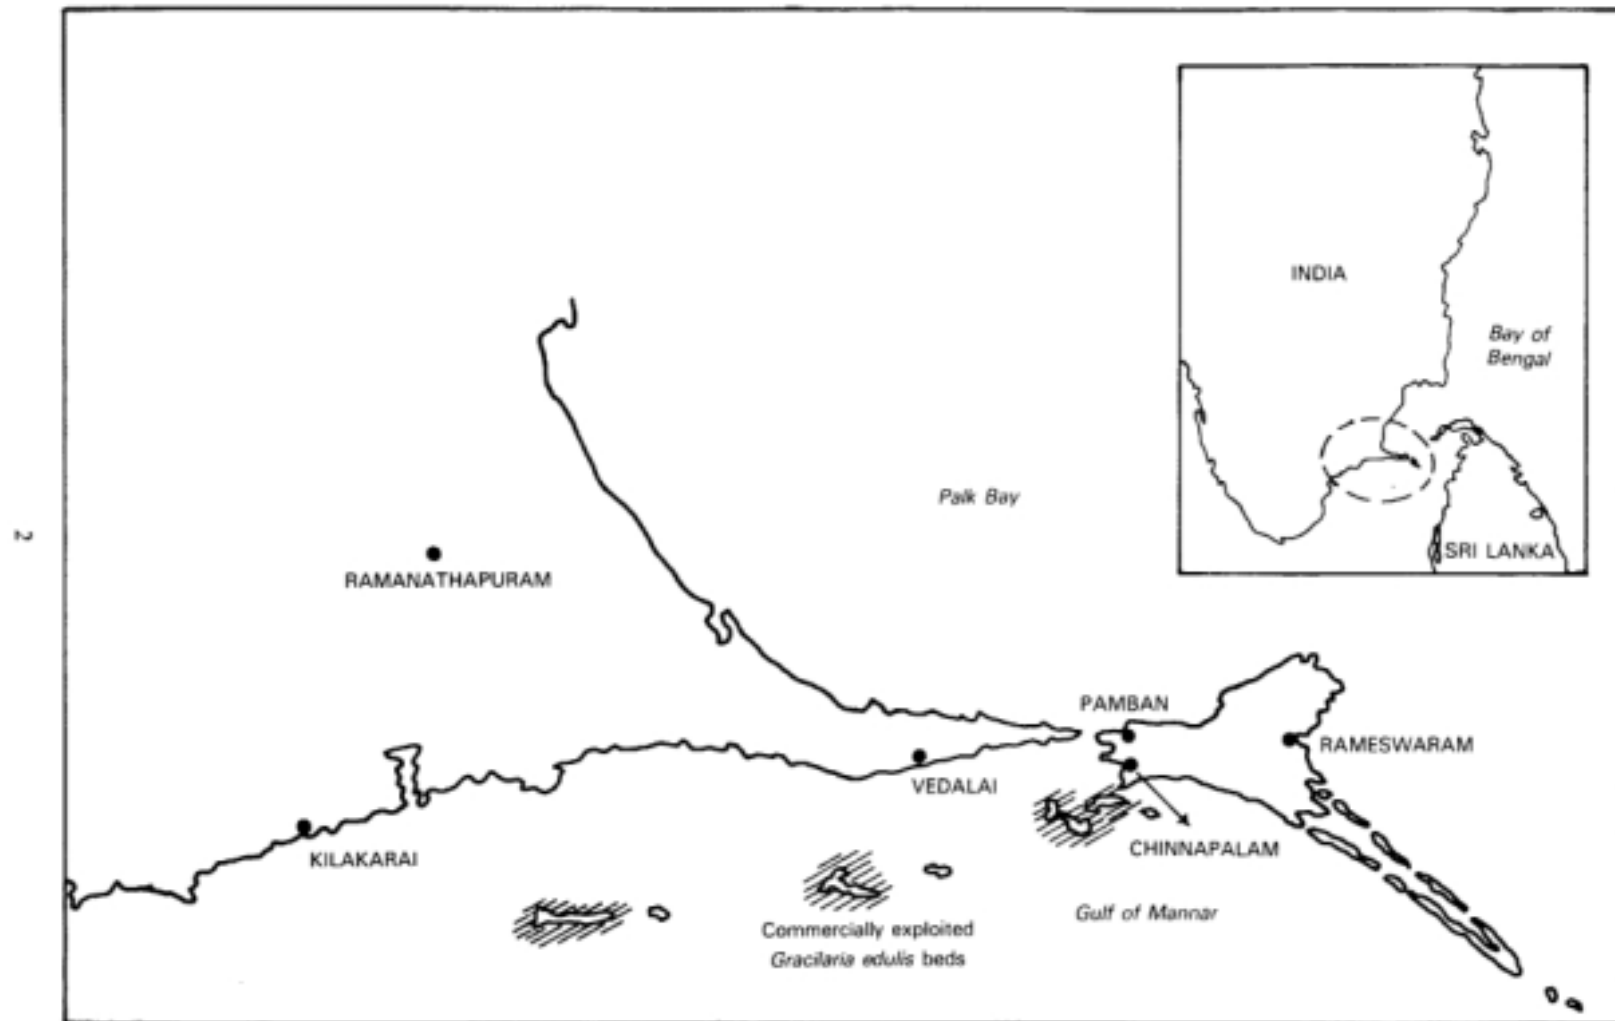 INDIA
Bay of
Bengal
SRI LANKA
Palk Bay
RAMANATHAPURAM
2
PAMBAN
RAMESWARAM
VEDALAI
CHINNAPALAM
KILAKARAI
Gulf of Mannar
Commercially exploited
Gracilaria edulis beds